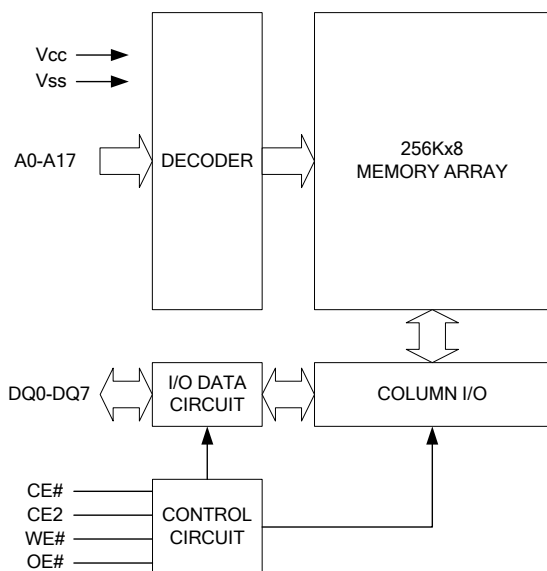 Vcc
Vss
A0-A17
DECODER
256Kx8
MEMORY ARRAY
DQ0-DQ7
I/O DATA
CIRCUIT
COLUMN I/O
CE#
CE2
WE#
OE#
CONTROL
CIRCUIT